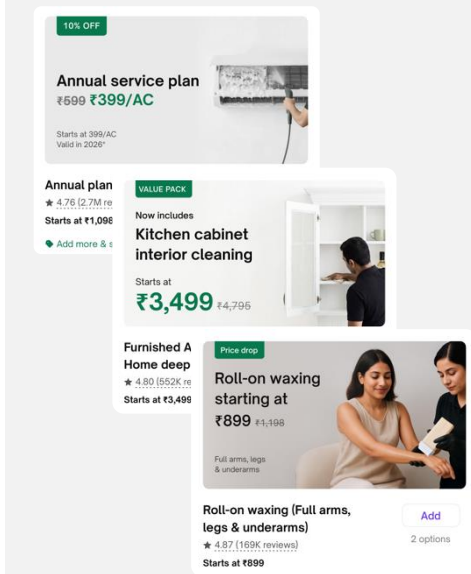 10% OFF
Annual service plan
₹599 ₹399/AC
Starts at 399/AC
Valid in 2026*
Annual plan
★ 4.76 (2.7M re
Starts at ₹1,098
Add more & s
VALUE PACK
Now includes
Kitchen cabinet
interior cleaning
Starts at
₹3,499 ₹4,795
Furnished A
Home deep
★ 4.80 (552K re
Starts at ₹3,499
Price drop
Roll-on waxing
starting at
₹899 ₹1,198
Full arms, legs
& underarms
Roll-on waxing (Full arms,
legs & underarms)
★ 4.87 (169K reviews)
Starts at ₹899
Add
2 options